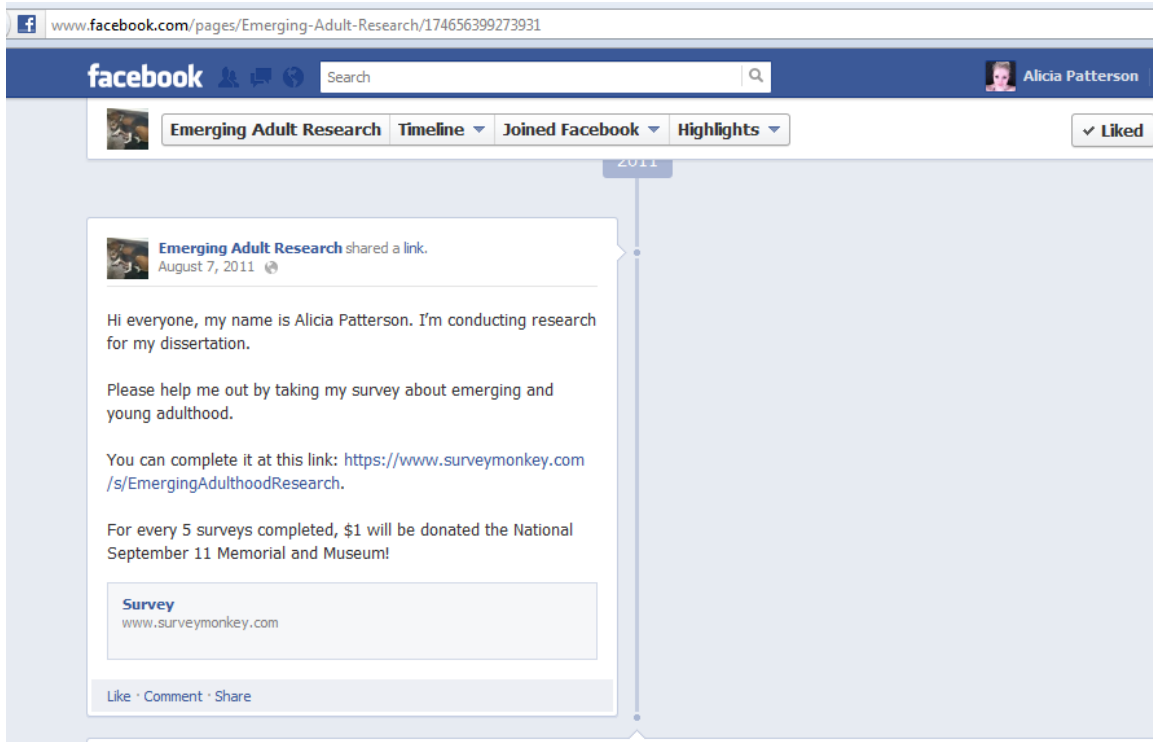 www.facebook.com/pages/Emerging-Adult-Research/174656399273931
facebook Search Alicia Patterson
Emerging Adult Research Timeline Joined Facebook Highlights ✓ Liked
2011
Emerging Adult Research shared a link.
August 7, 2011
Hi everyone, my name is Alicia Patterson. I'm conducting research
for my dissertation.
Please help me out by taking my survey about emerging and
young adulthood.
You can complete it at this link: https://www.surveymonkey.com
/s/EmergingAdulthoodResearch.
For every 5 surveys completed, $1 will be donated the National
September 11 Memorial and Museum!
Survey
www.surveymonkey.com
Like · Comment · Share